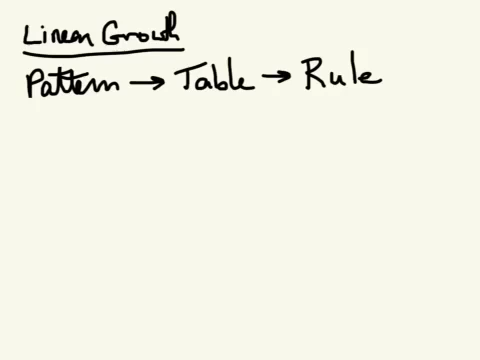 Linear Growth
Pattern → Table → Rule